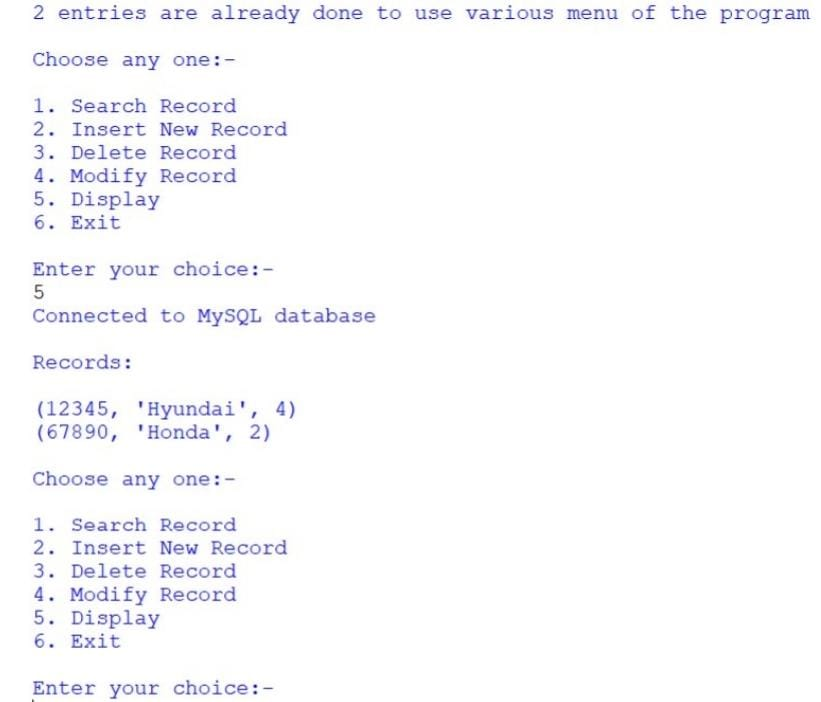 2 entries are already done to use various menu of the program
Choose any one:-
1. Search Record
2. Insert New Record
3. Delete Record
4. Modify Record
5. Display
6. Exit
Enter your choice:-
5
Connected to MySQL database
Records:
(12345, 'Hyundai', 4)
(67890, 'Honda', 2)
Choose any one:-
1. Search Record
2. Insert New Record
3. Delete Record
4. Modify Record
5. Display
6. Exit
Enter your choice:-